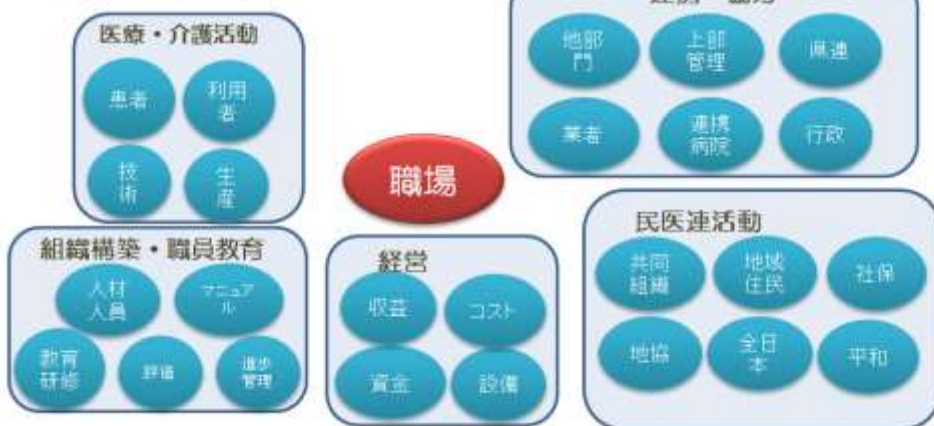 医療・介護活動
患者
利用
者
技
術
生
産
他部
門
上部
管理
県連
業者
連携
病院
行政
職場
組織構築・職員教育
人材
人員
マニュア
ル
教育
研修
評価
進歩
管理
経営
収益
コスト
資金
設備
民医連活動
共同
組織
地域
住民
社保
地協
全日
本
平和